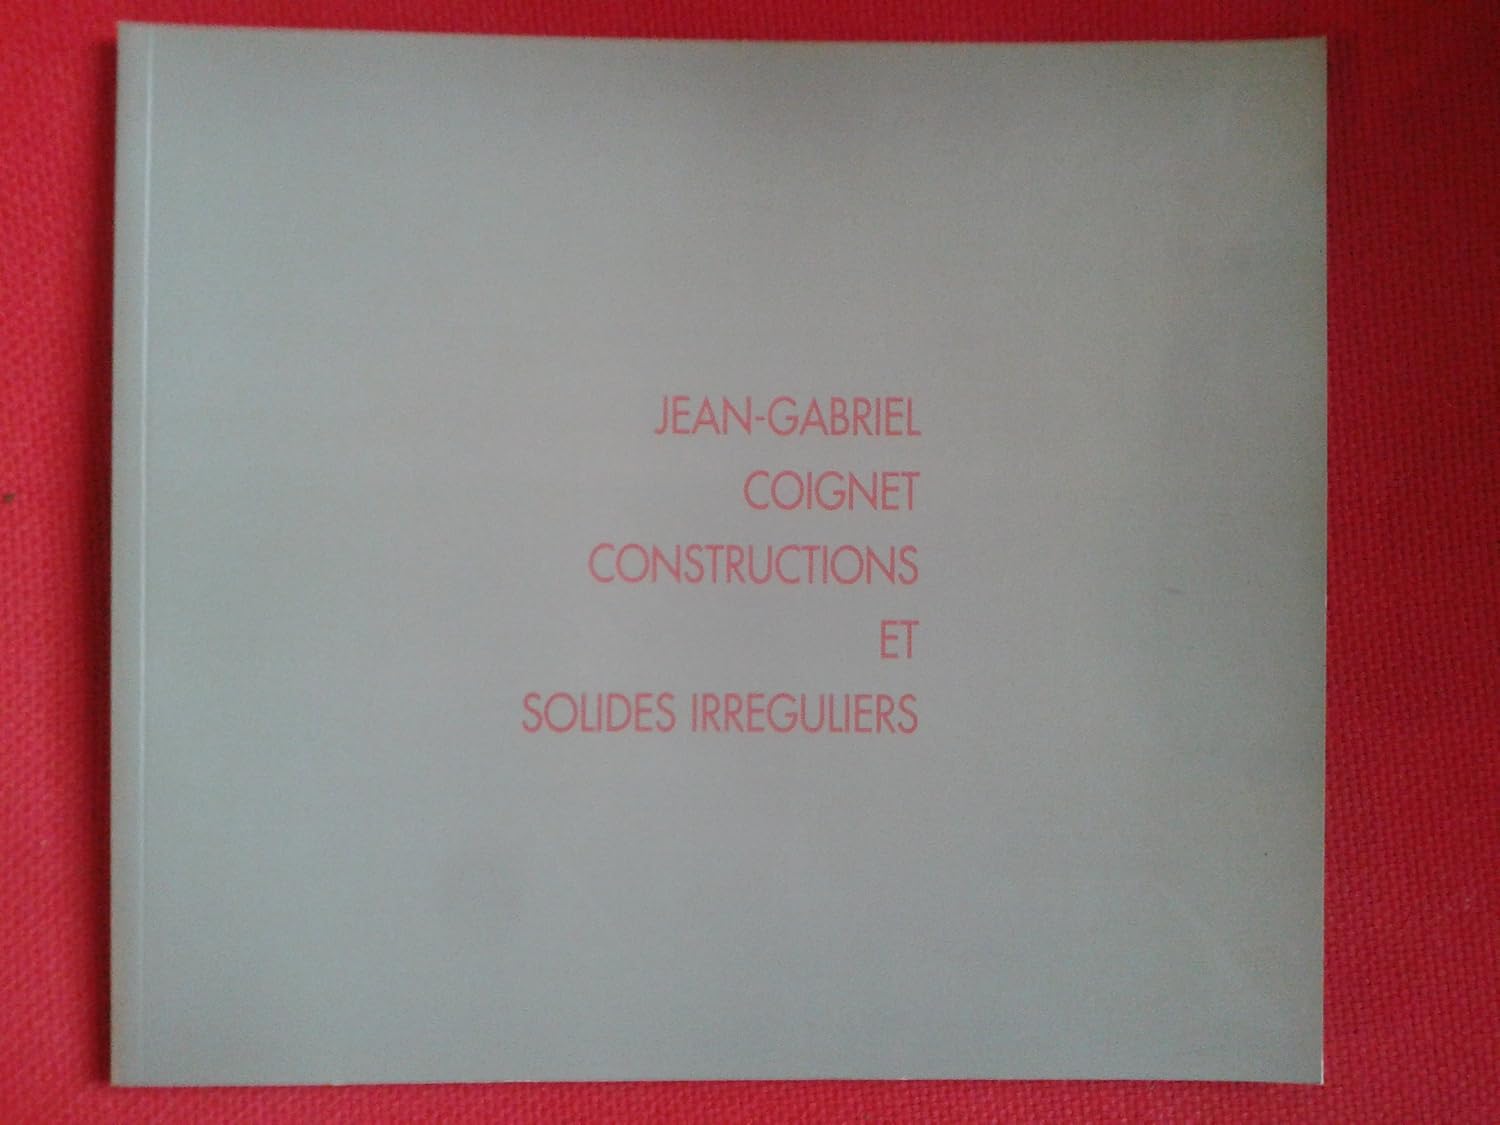 JEAN-GABRIEL
COIGNET
CONSTRUCTIONS
ET
SOLIDES IRREGULIERS